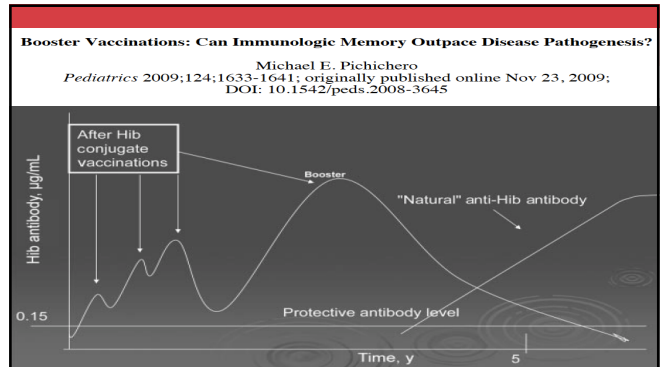 Booster Vaccinations: Can Immunologic Memory Outpace Disease Pathogenesis?
Michael E. Pichichero
Pediatrics 2009;124;1633-1641; originally published online Nov 23, 2009;
DOI: 10.1542/peds.2008-3645
After Hib
conjugate
vaccinations
Booster
"Natural" anti-Hib antibody
Hib antibody, µg/mL
Protective antibody level
0.15
Time, y
5